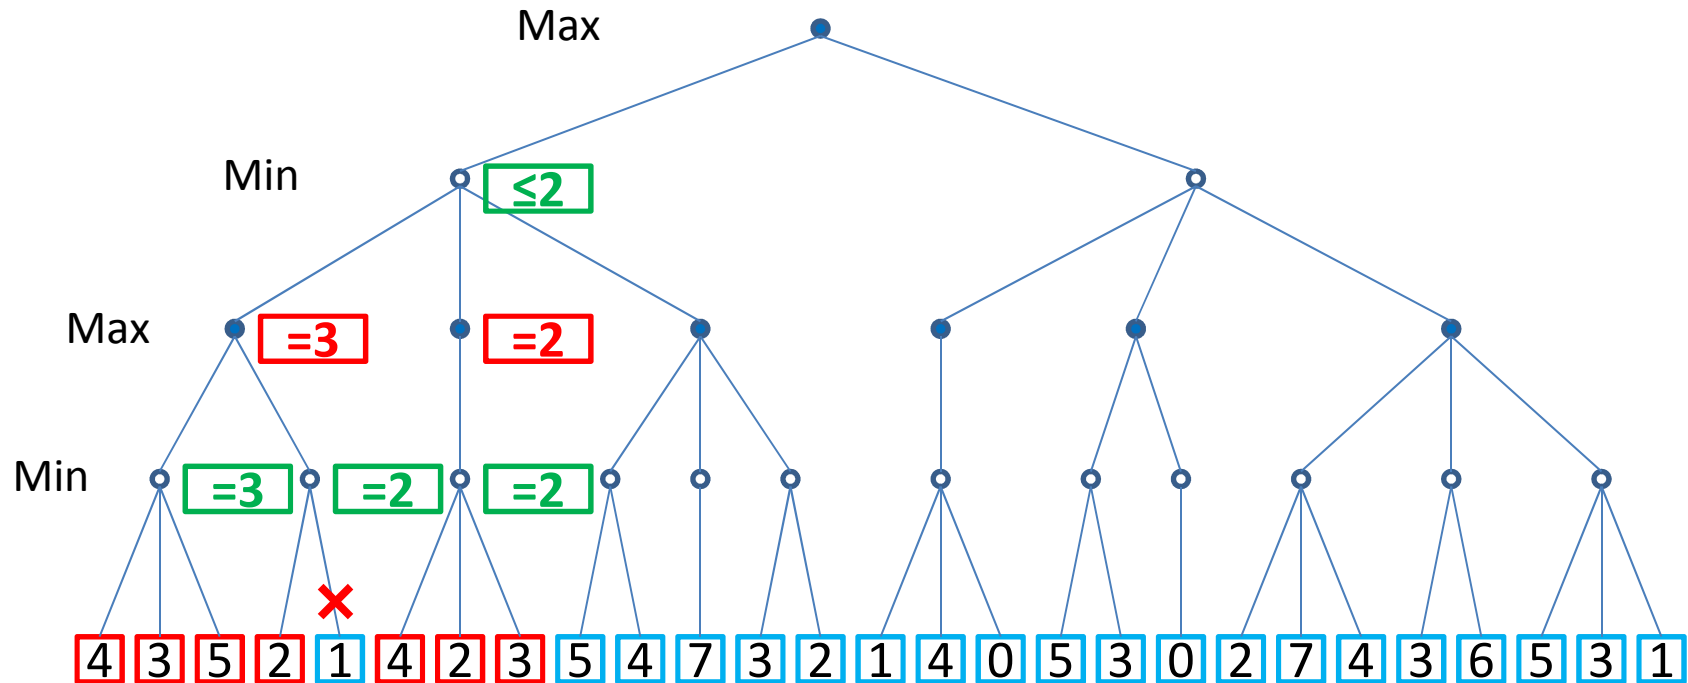 Max
Min ≤2
Max =3 =2
Min =3 =2 =2
4 3 5 2 1 4 2 3 5 4 7 3 2 1 4 0 5 3 0 2 7 4 3 6 5 3 1